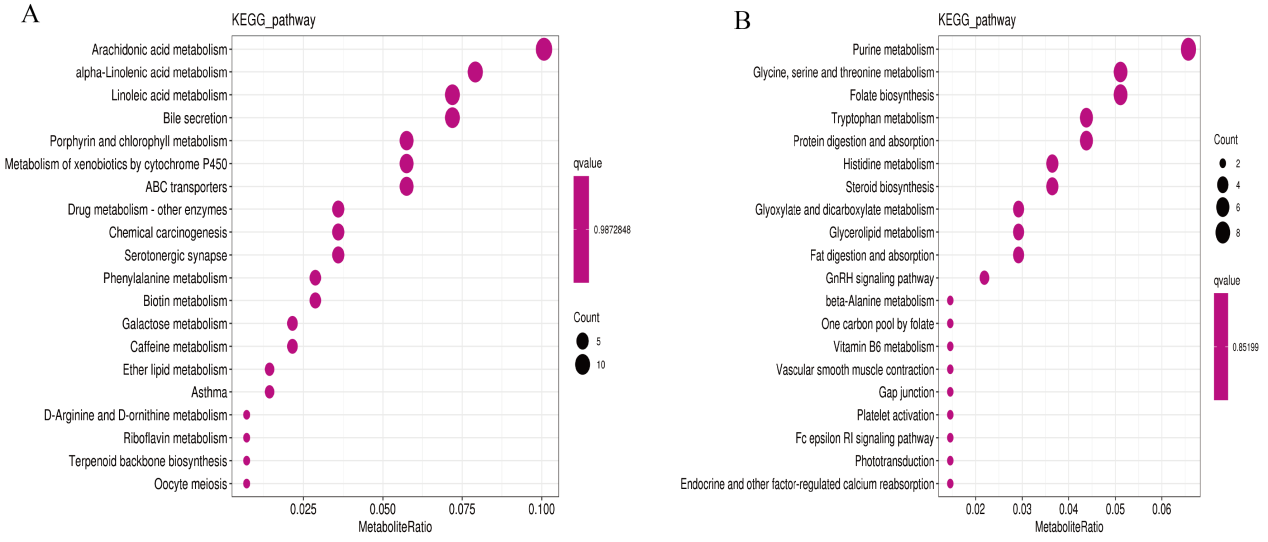 A
KEGG_pathway
Arachidonic acid metabolism
alpha-Linolenic acid metabolism
Linoleic acid metabolism
Bile secretion
Porphyrin and chlorophyll metabolism
Metabolism of xenobiotics by cytochrome P450
ABC transporters
Drug metabolism - other enzymes
Chemical carcinogenesis
Serotonergic synapse
Phenylalanine metabolism
Biotin metabolism
Galactose metabolism
Caffeine metabolism
Ether lipid metabolism
Asthma
D-Arginine and D-ornithine metabolism
Riboflavin metabolism
Terpenoid backbone biosynthesis
Oocyte meiosis
0.025 0.050 0.075 0.100
MetaboliteRatio
qvalue
0.9872848
Count
5
10
B
KEGG_pathway
Purine metabolism
Glycine, serine and threonine metabolism
Folate biosynthesis
Tryptophan metabolism
Protein digestion and absorption
Histidine metabolism
Steroid biosynthesis
Glyoxylate and dicarboxylate metabolism
Glycerolipid metabolism
Fat digestion and absorption
GnRH signaling pathway
beta-Alanine metabolism
One carbon pool by folate
Vitamin B6 metabolism
Vascular smooth muscle contraction
Gap junction
Platelet activation
Fc epsilon RI signaling pathway
Phototransduction
Endocrine and other factor-regulated calcium reabsorption
0.02 0.03 0.04 0.05 0.06
MetaboliteRatio
Count
2
4
6
8
qvalue
0.85199